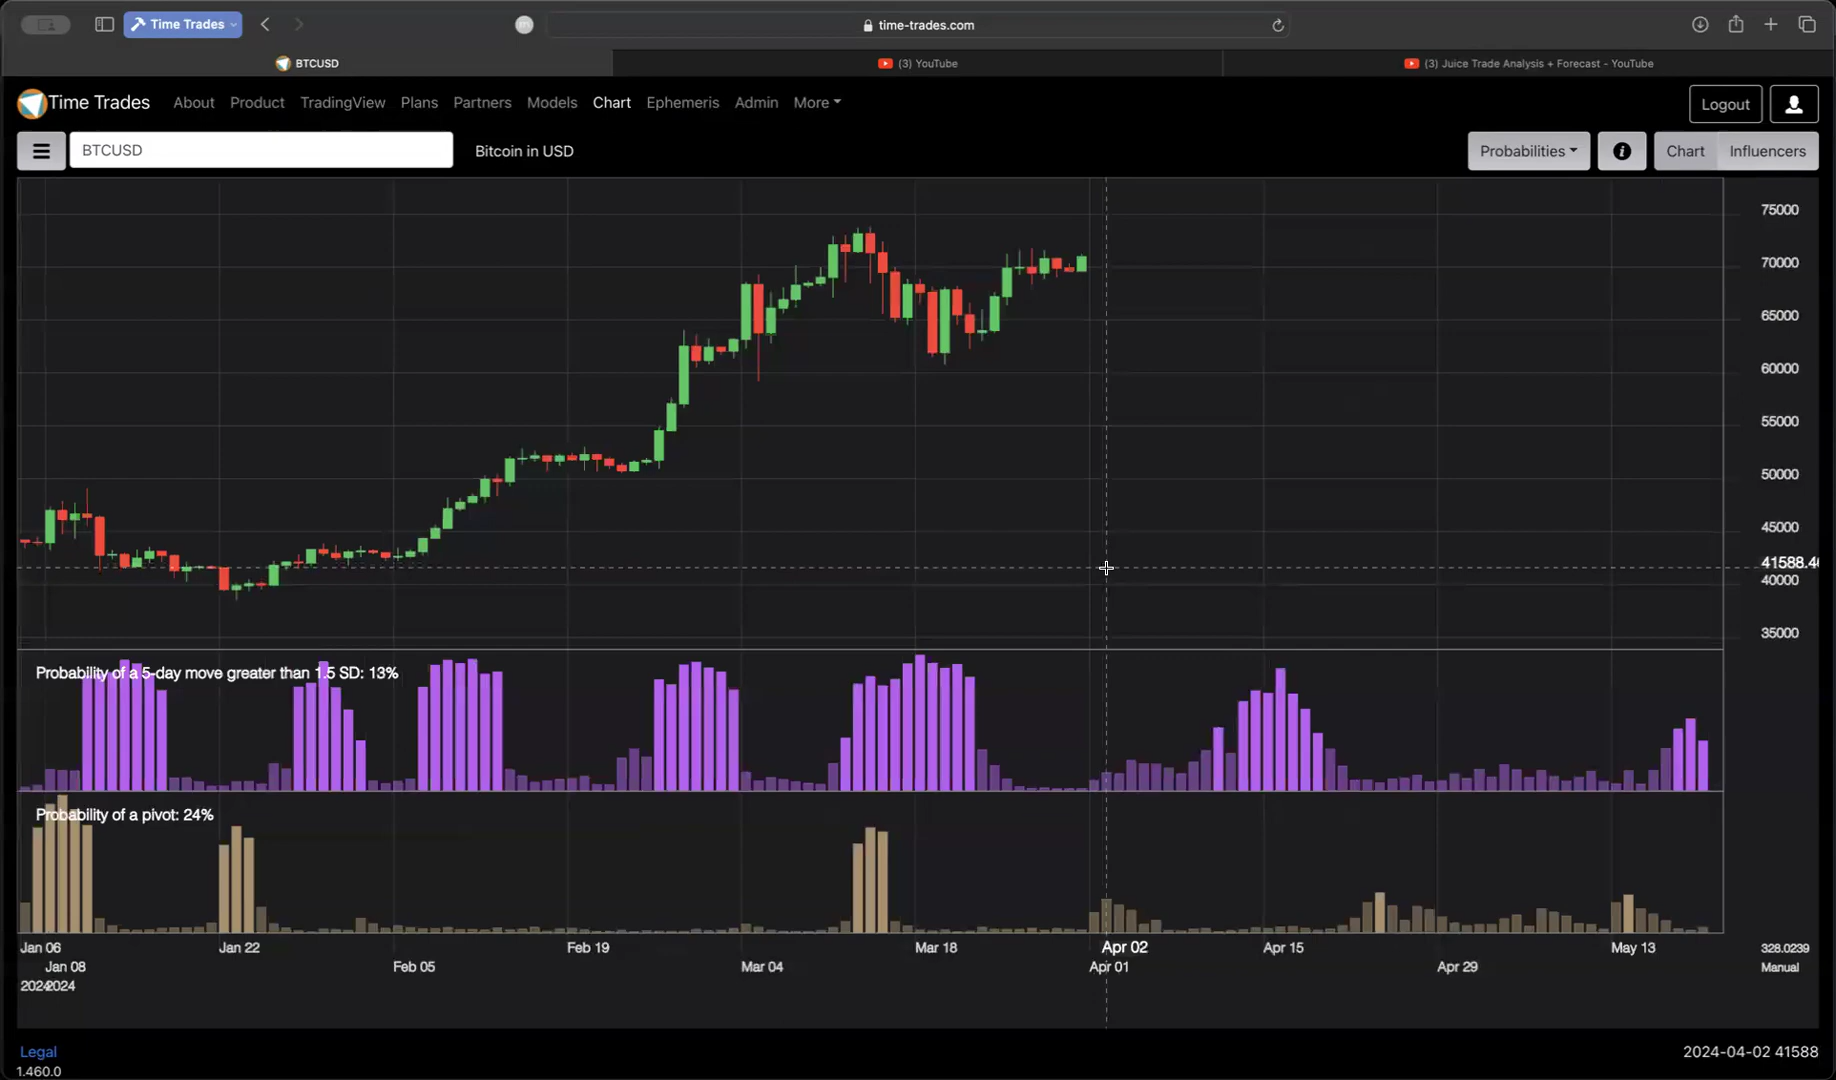 Time Trades
time-trades.com
BTCUSD
(3) YouTube
(3) Juice Trade Analysis + Forecast - YouTube
Time Trades About Product TradingView Plans Partners Models Chart Ephemeris Admin More
Logout
BTCUSD
Bitcoin in USD
Probabilities
Chart Influencers
75000
70000
65000
60000
55000
50000
45000
41588.4
40000
35000
Probability of a 5-day move greater than 1.5 SD: 13%
Probability of a pivot: 24%
Jan 06 Jan 22 Feb 19 Mar 18 Apr 02 Apr 15 May 13 328.0239
Jan 08 Feb 05 Mar 04 Apr 01 Apr 29 Manual
2024
2024
Legal
2024-04-02 41588
1.460.0